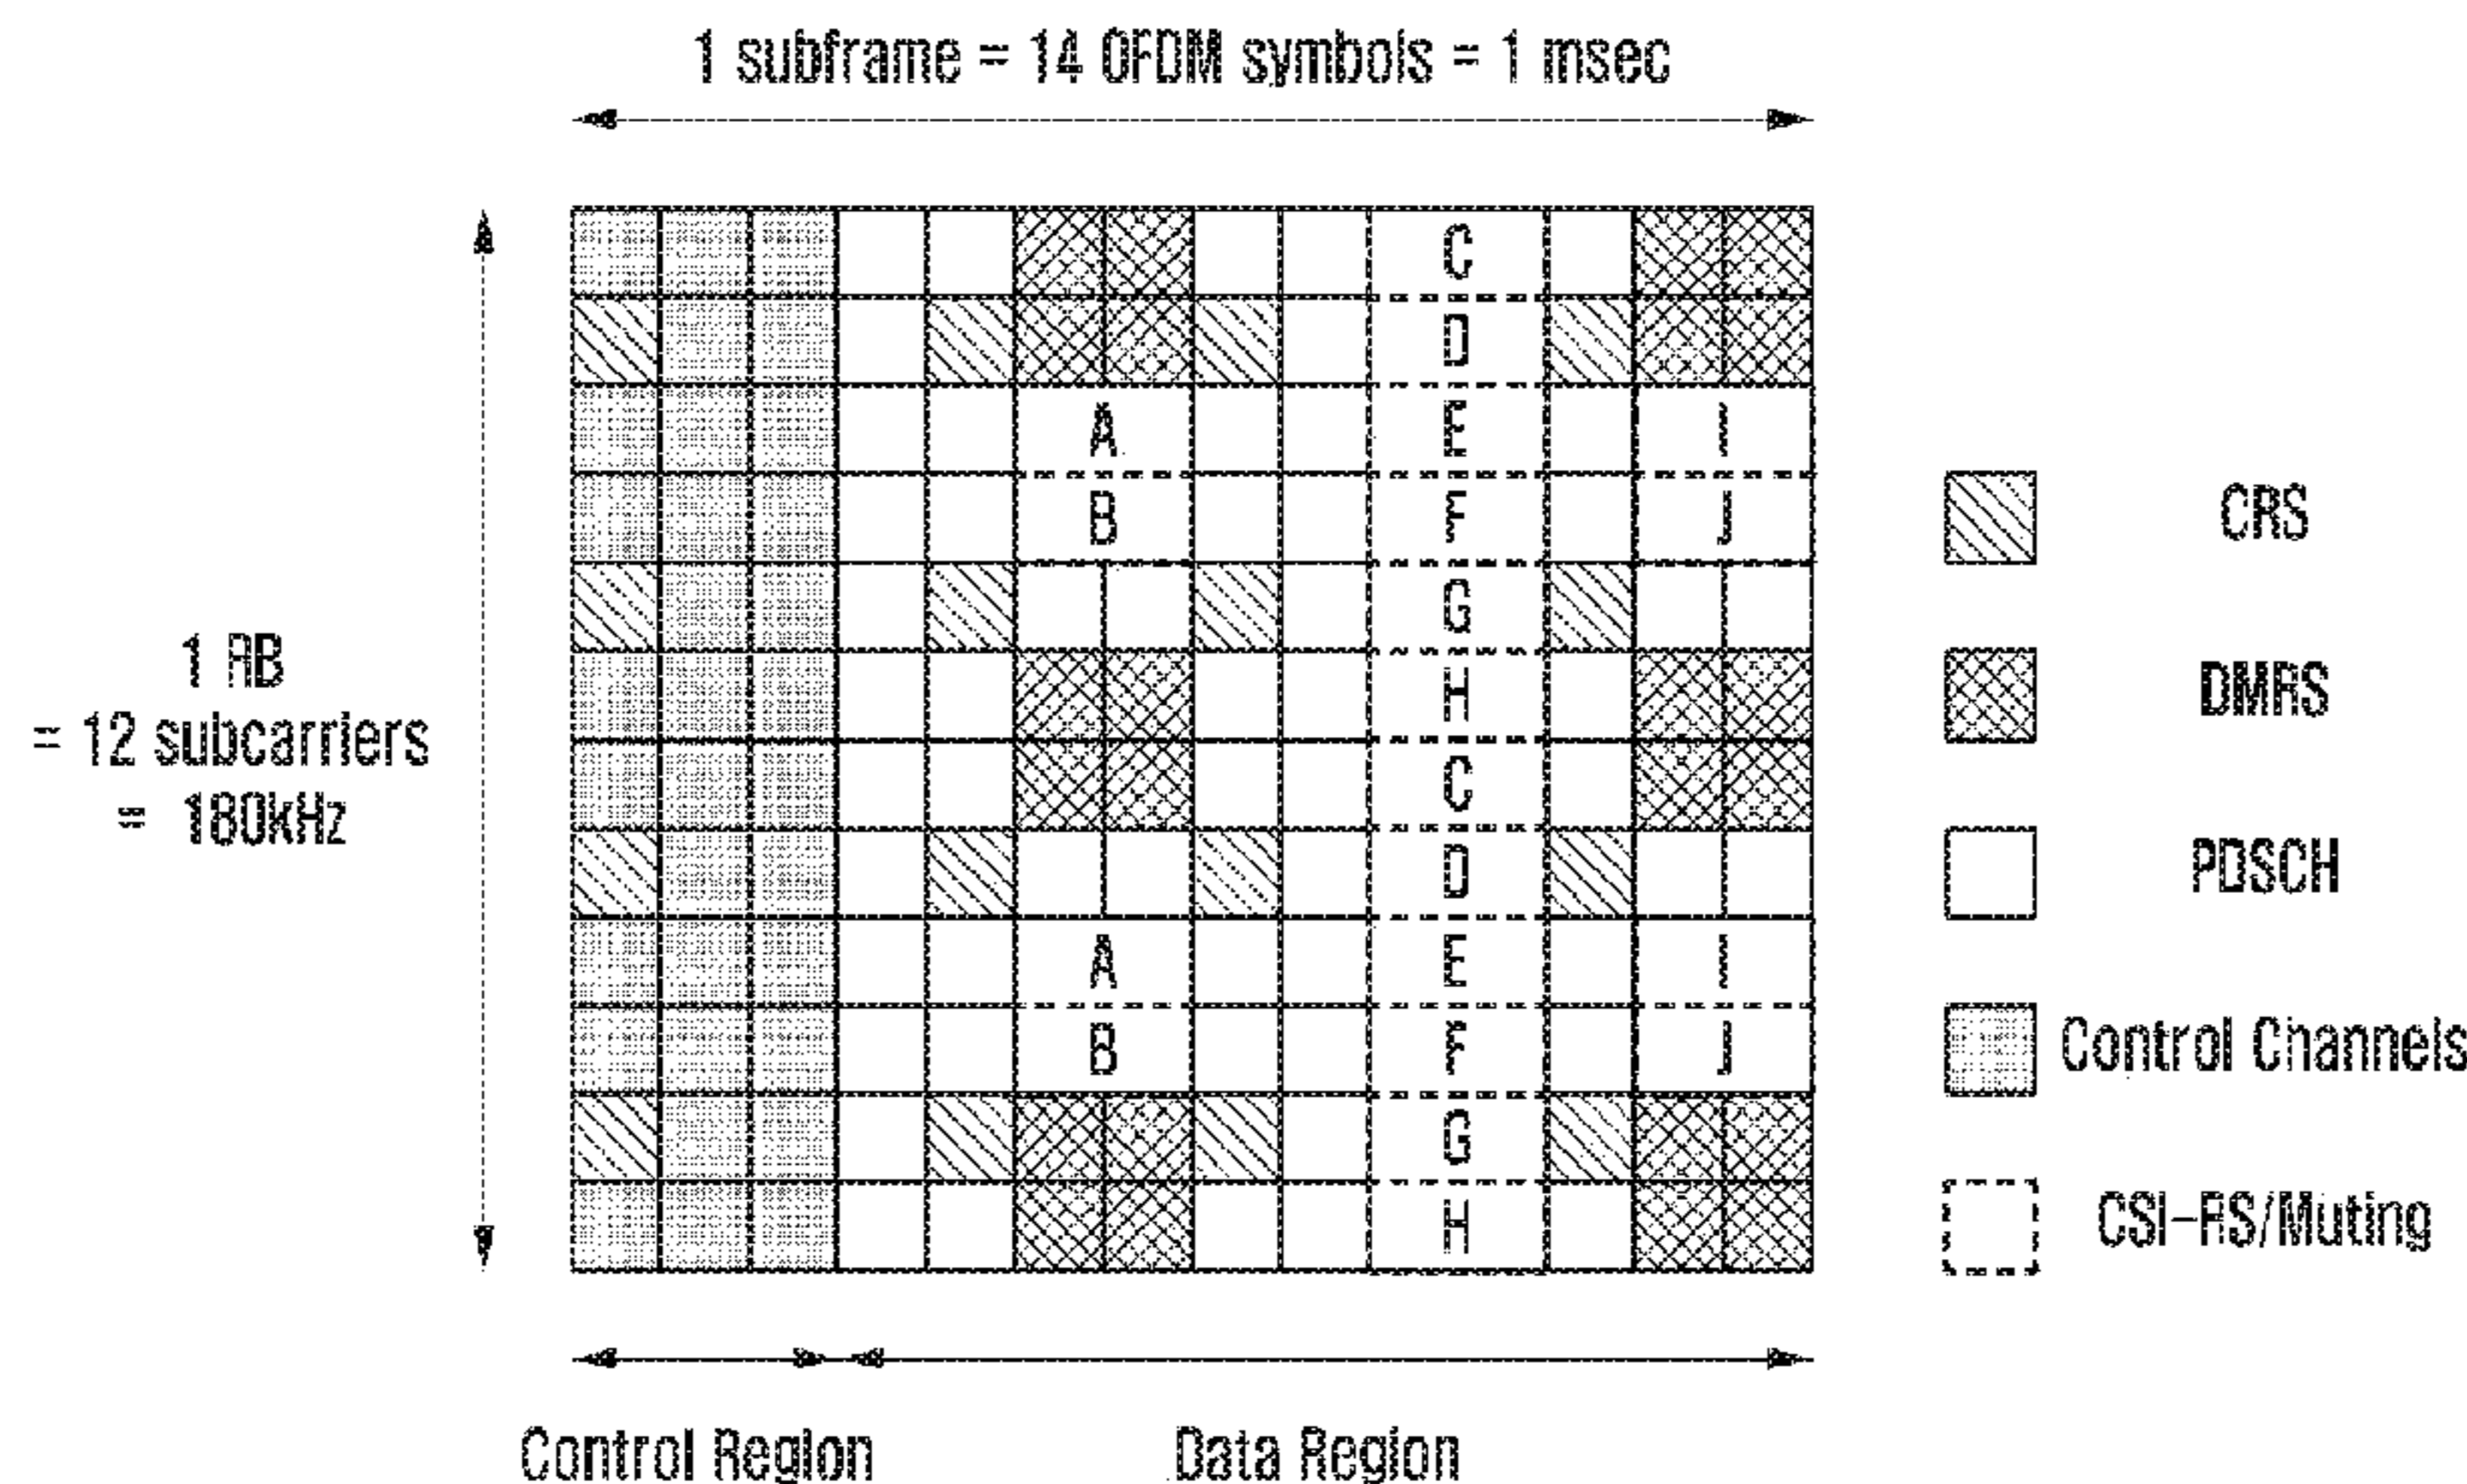 1 subframe = 14 OFDM symbols = 1 msec
C
D
A E I
B F J
G
H
C
D
A E I
B F J
G
H
1 RB
= 12 subcarriers
= 180kHz
CRS
DMRS
PDSCH
Control Channels
CSI-RS/Muting
Control Region Data Region